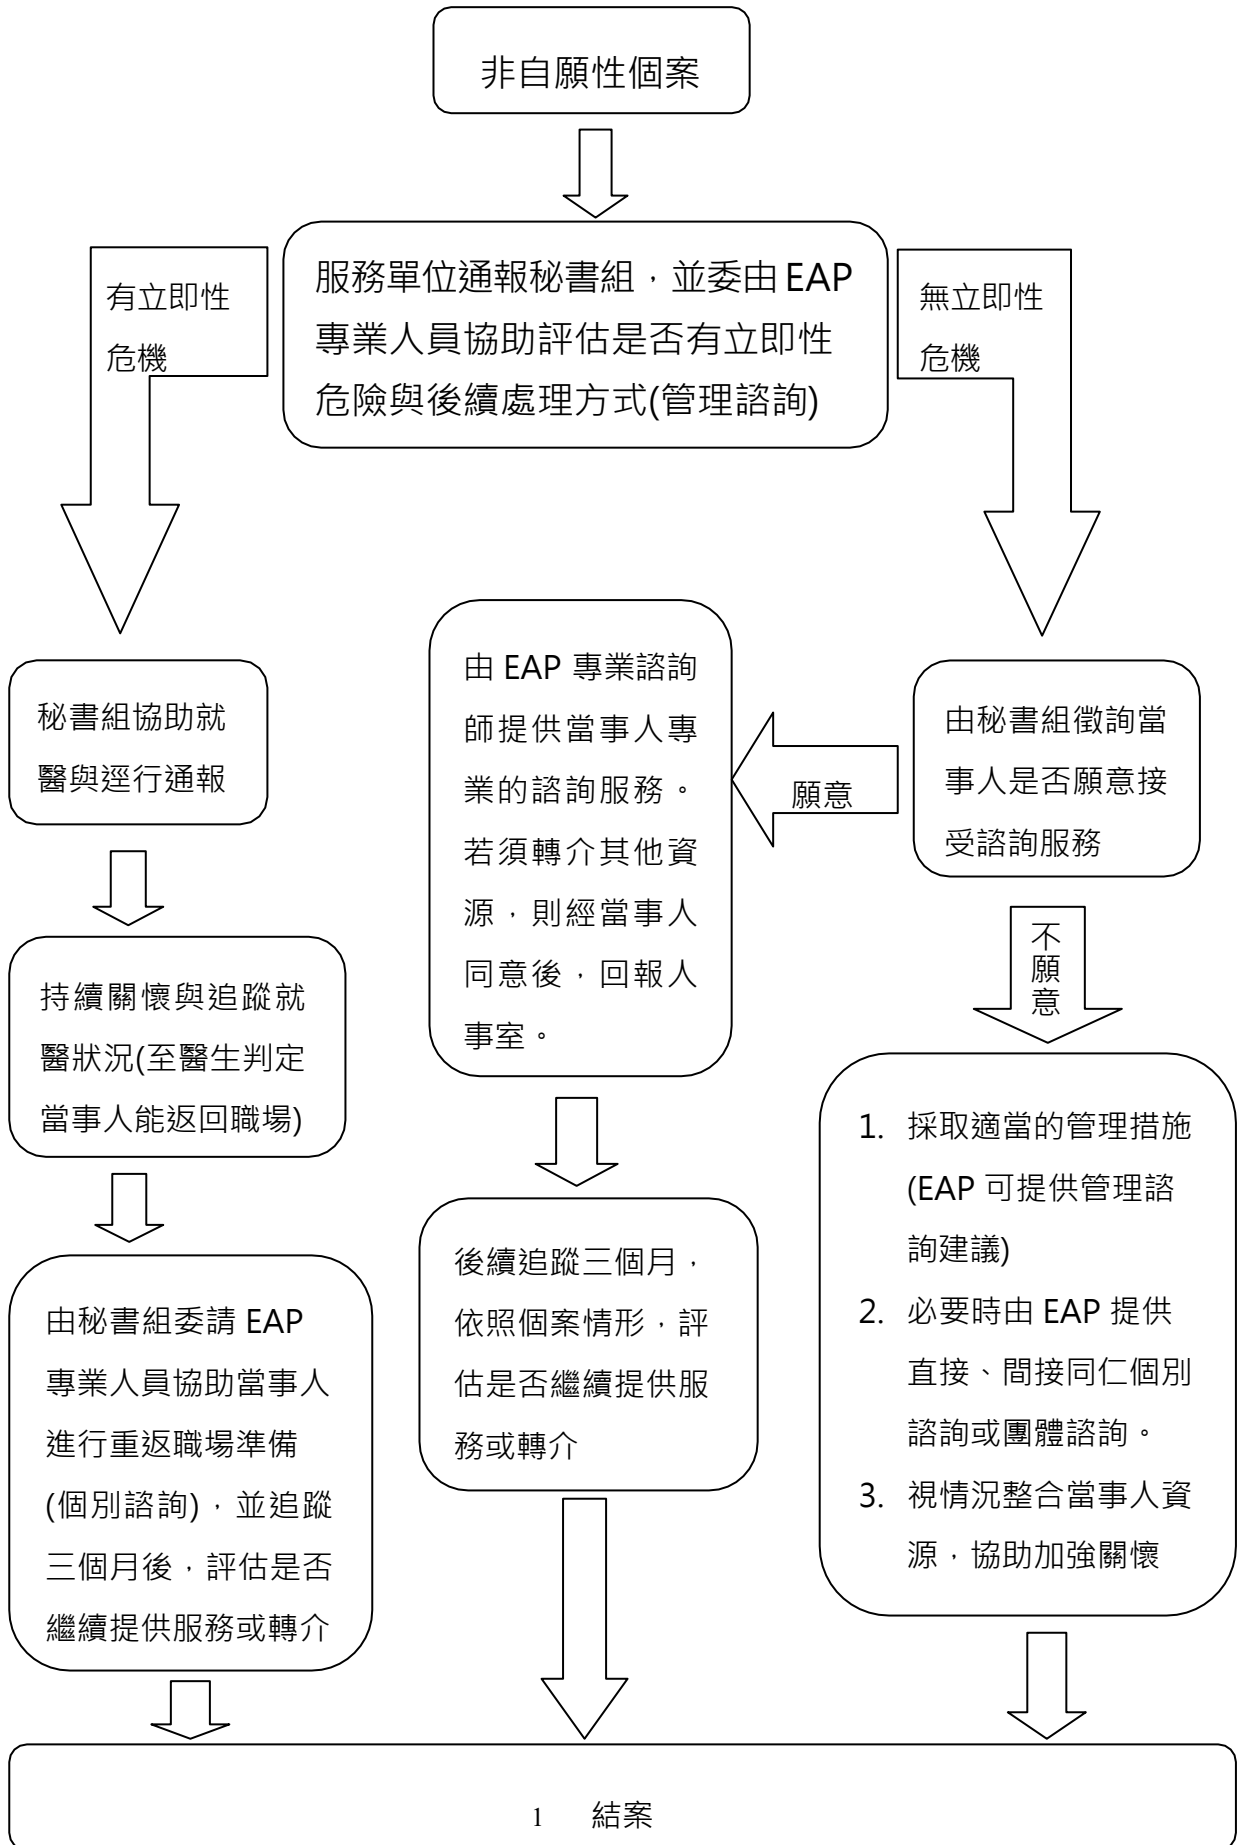 非自願性個案
服務單位通報秘書組，並委由 EAP
專業人員協助評估是否有立即性
危險與後續處理方式(管理諮詢)
有立即性
危機
無立即性
危機
秘書組協助就
醫與逕行通報
持續關懷與追蹤就
醫狀況(至醫生判定
當事人能返回職場)
由秘書組委請 EAP
專業人員協助當事人
進行重返職場準備
(個別諮詢)，並追蹤
三個月後，評估是否
繼續提供服務或轉介
由秘書組徵詢當
事人是否願意接
受諮詢服務
願意
由 EAP 專業諮詢
師提供當事人專
業的諮詢服務。
若須轉介其他資
源，則經當事人
同意後，回報人
事室。
後續追蹤三個月，
依照個案情形，評
估是否繼續提供服
務或轉介
不
願
意
1. 採取適當的管理措施
(EAP 可提供管理諮
詢建議)
2. 必要時由 EAP 提供
直接、間接同仁個別
諮詢或團體諮詢。
3. 視情況整合當事人資
源，協助加強關懷
1 結案